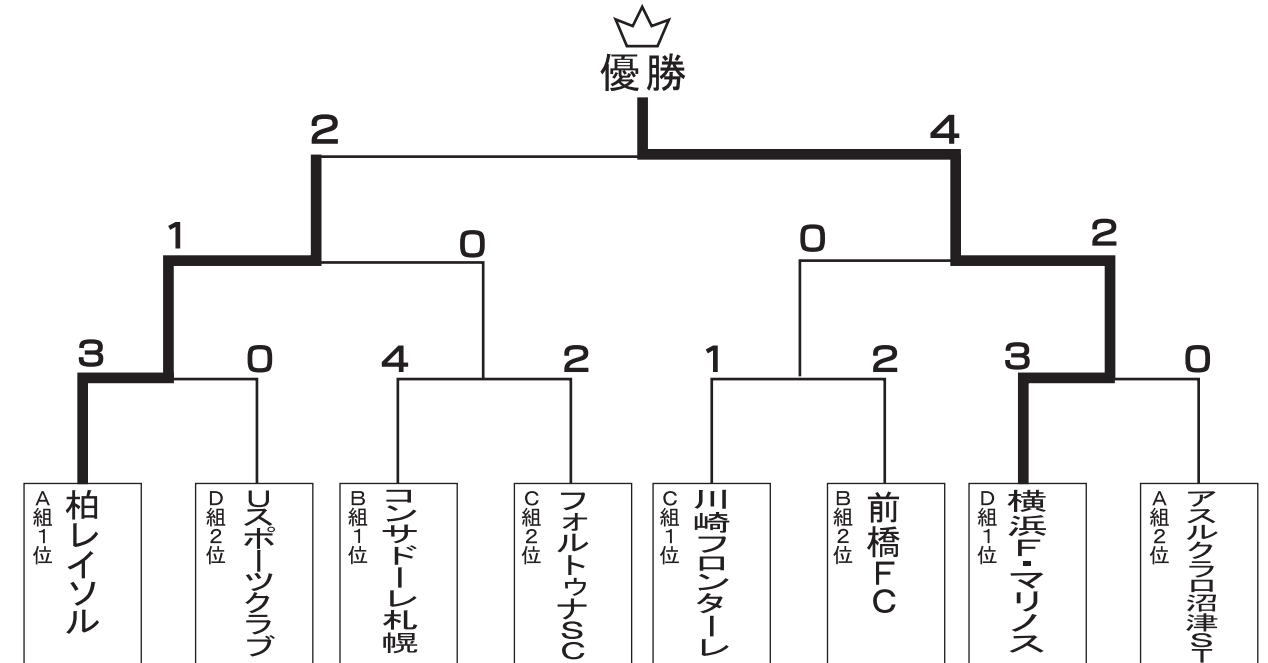 優勝
2
4
1
0
0
2
3
0
4
2
1
2
3
0
A組1位
柏レイソル
D組2位
Uスポーツクラブ
B組1位
コンサドーレ札幌
C組2位
フォルトゥナSC
C組1位
川崎フロンターレ
B組2位
前橋FC
D組1位
横浜F・マリノス
A組2位
アスルクラロ沼津ST